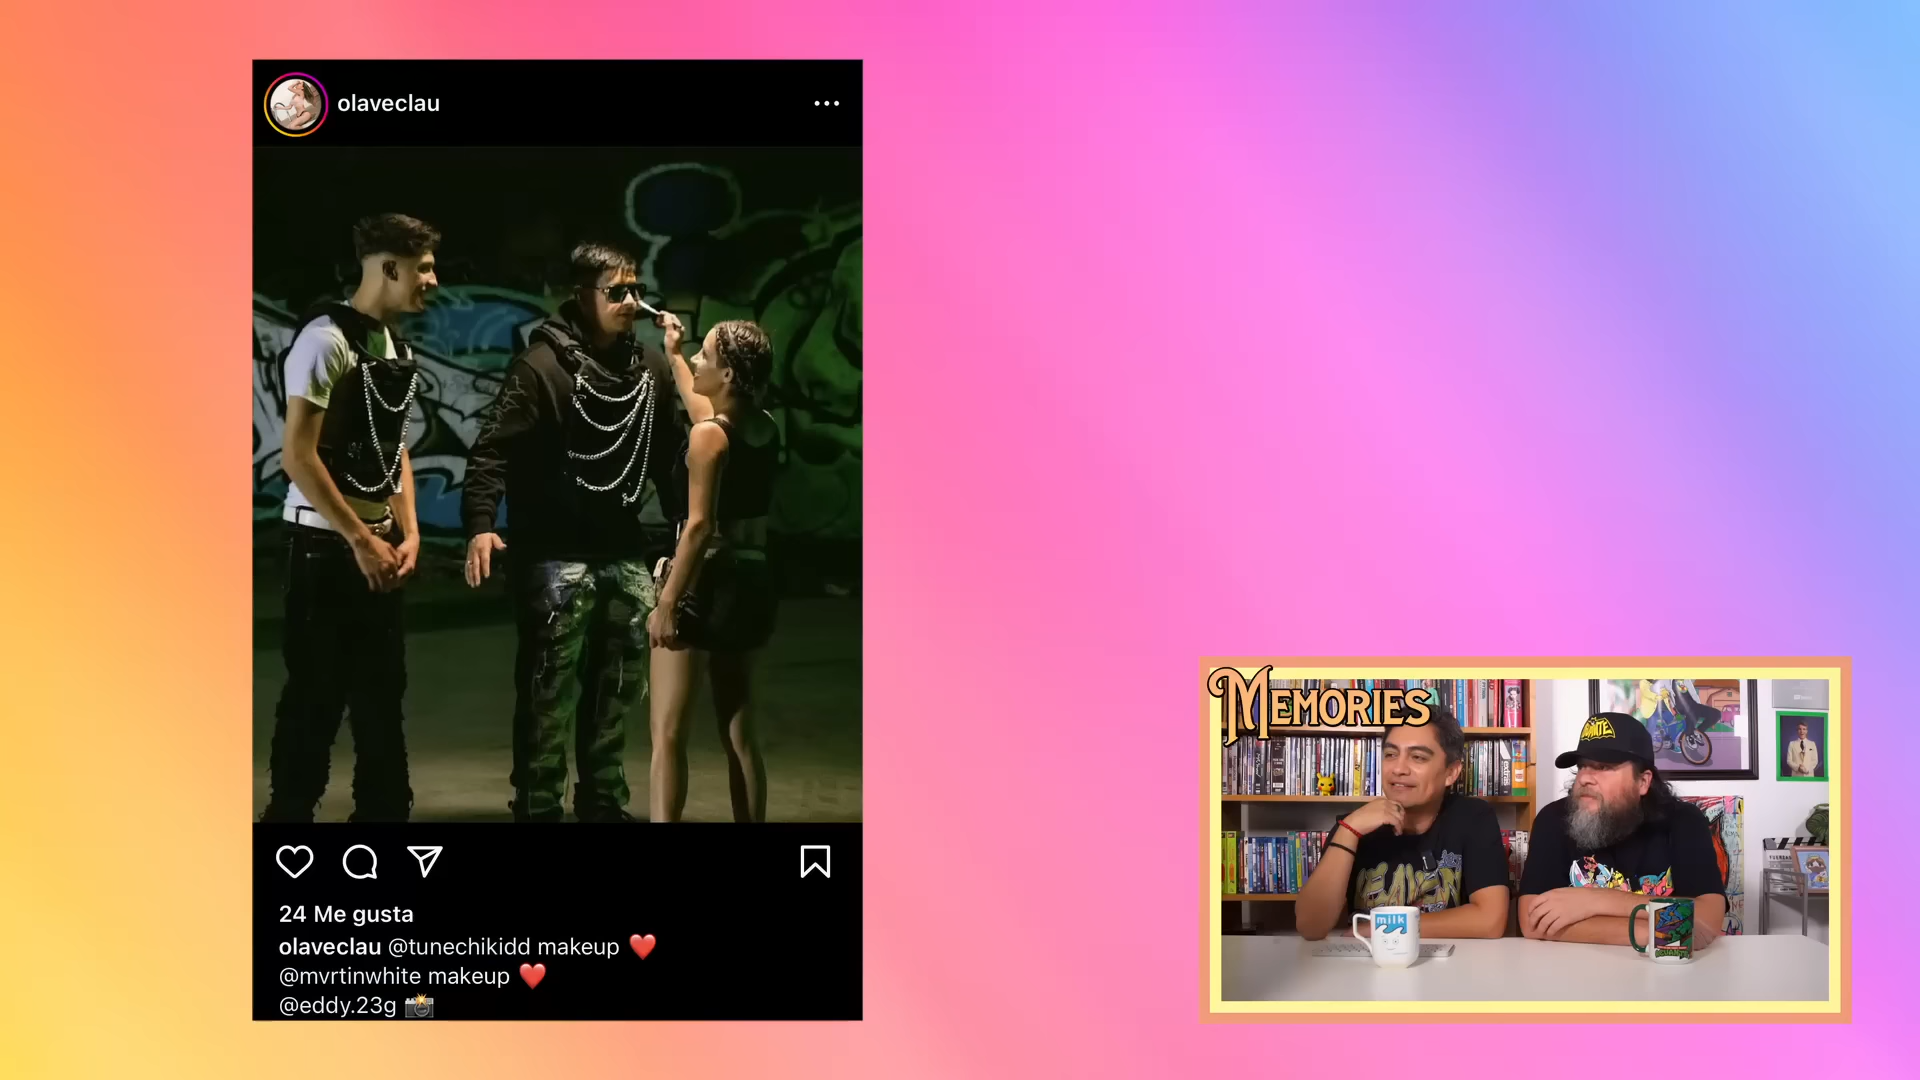 olaveclau
24 Me gusta
olaveclau @tunechikidd makeup ❤️
@mvrtinwhite makeup ❤️
@eddy.23g 📸
MEMORIES
milk